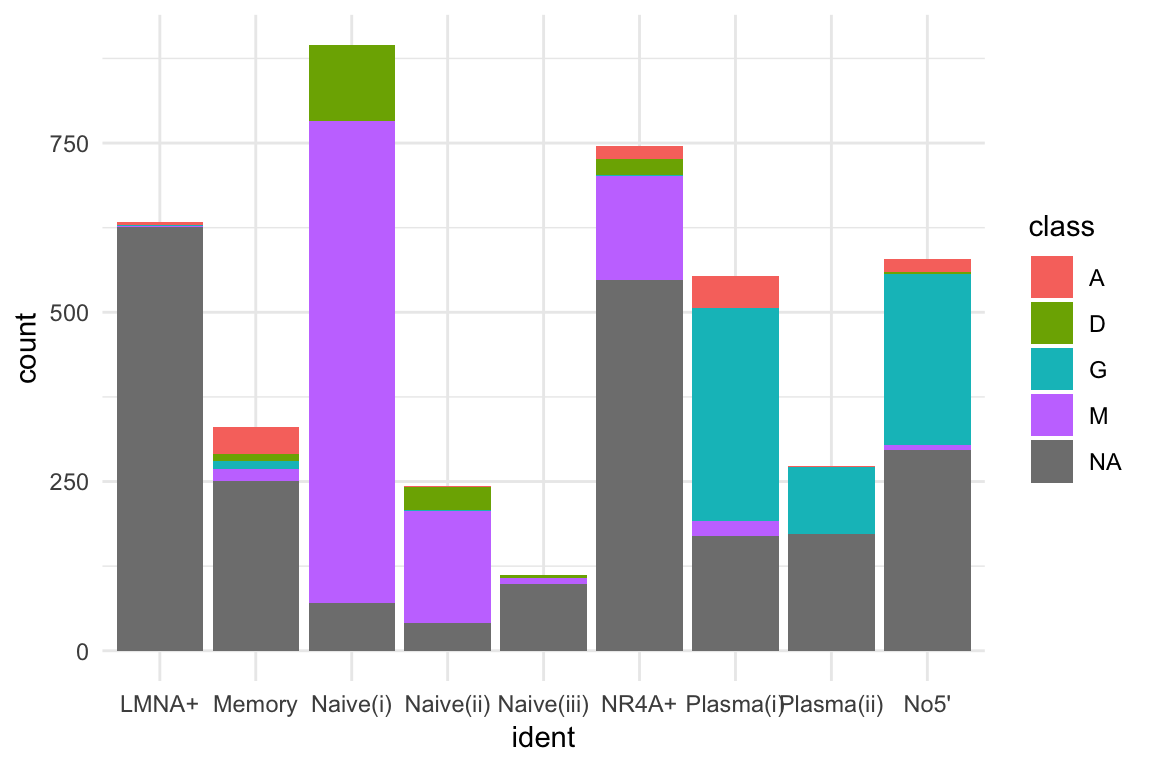 750
500
250
0
count
LMNA+ Memory Naive(i) Naive(ii) Naive(iii) NR4A+ Plasma(i) Plasma(ii) No5'
ident
class
A
D
G
M
NA